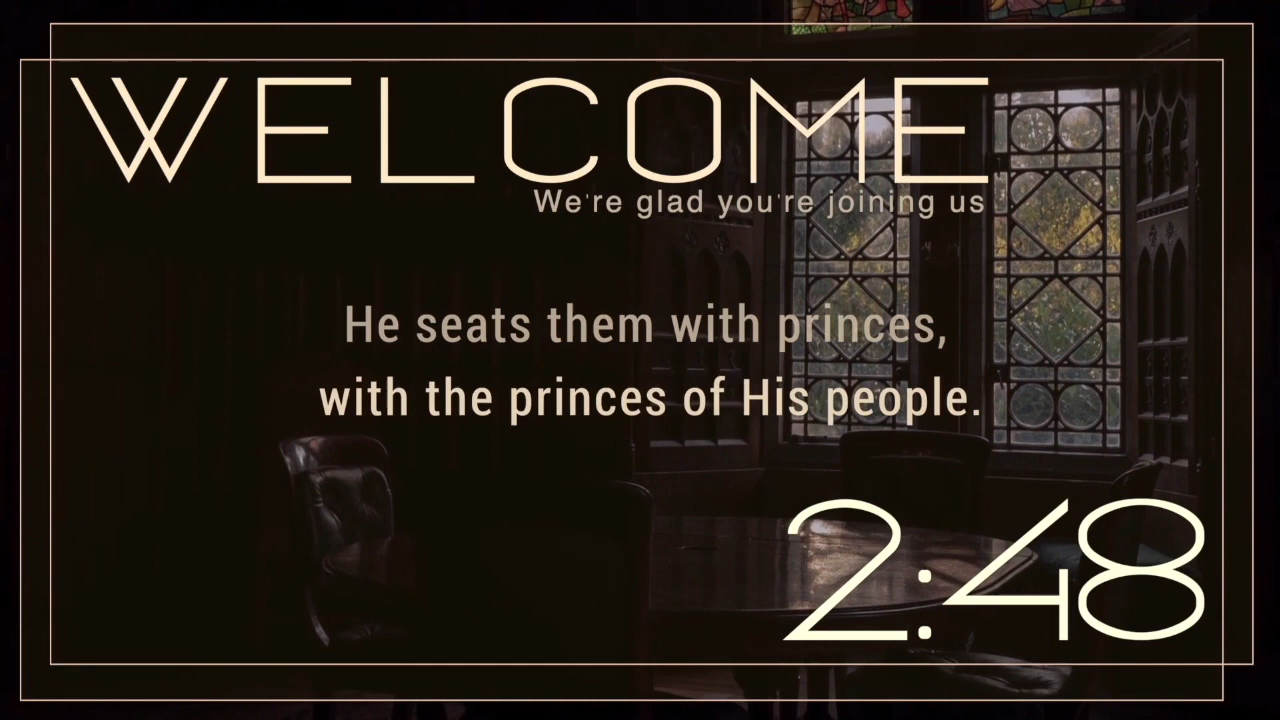 WELCOME
We're glad you're joining us
He seats them with princes,
with the princes of His people.
2:48